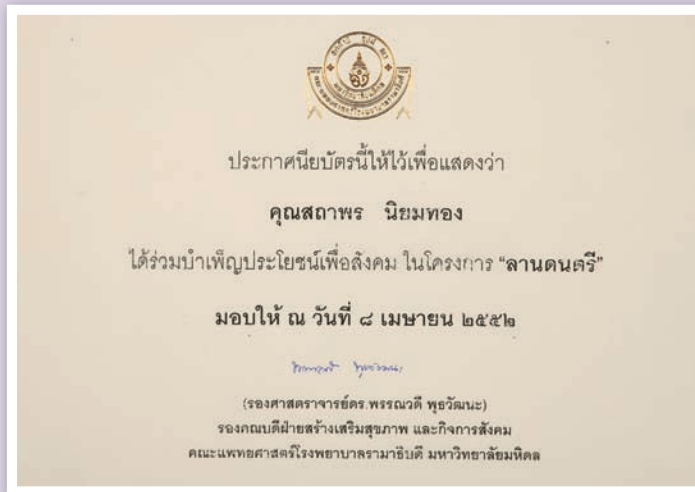 ประกาศนียบัตรนี้ให้ไว้เพื่อแสดงว่า
คุณสถาพร นิยมทอง
ได้ร่วมบำเพ็ญประโยชน์เพื่อสังคม ในโครงการ “ลานดนตรี”
มอบให้ ณ วันที่ ๘ เมษายน ๒๕๕๒
(รองศาสตราจารย์ดร.พรรณวดี พุธวัฒนะ)
รองคณบดีฝ่ายสร้างเสริมสุขภาพ และกิจการสังคม
คณะแพทยศาสตร์โรงพยาบาลรามาธิบดี มหาวิทยาลัยมหิดล